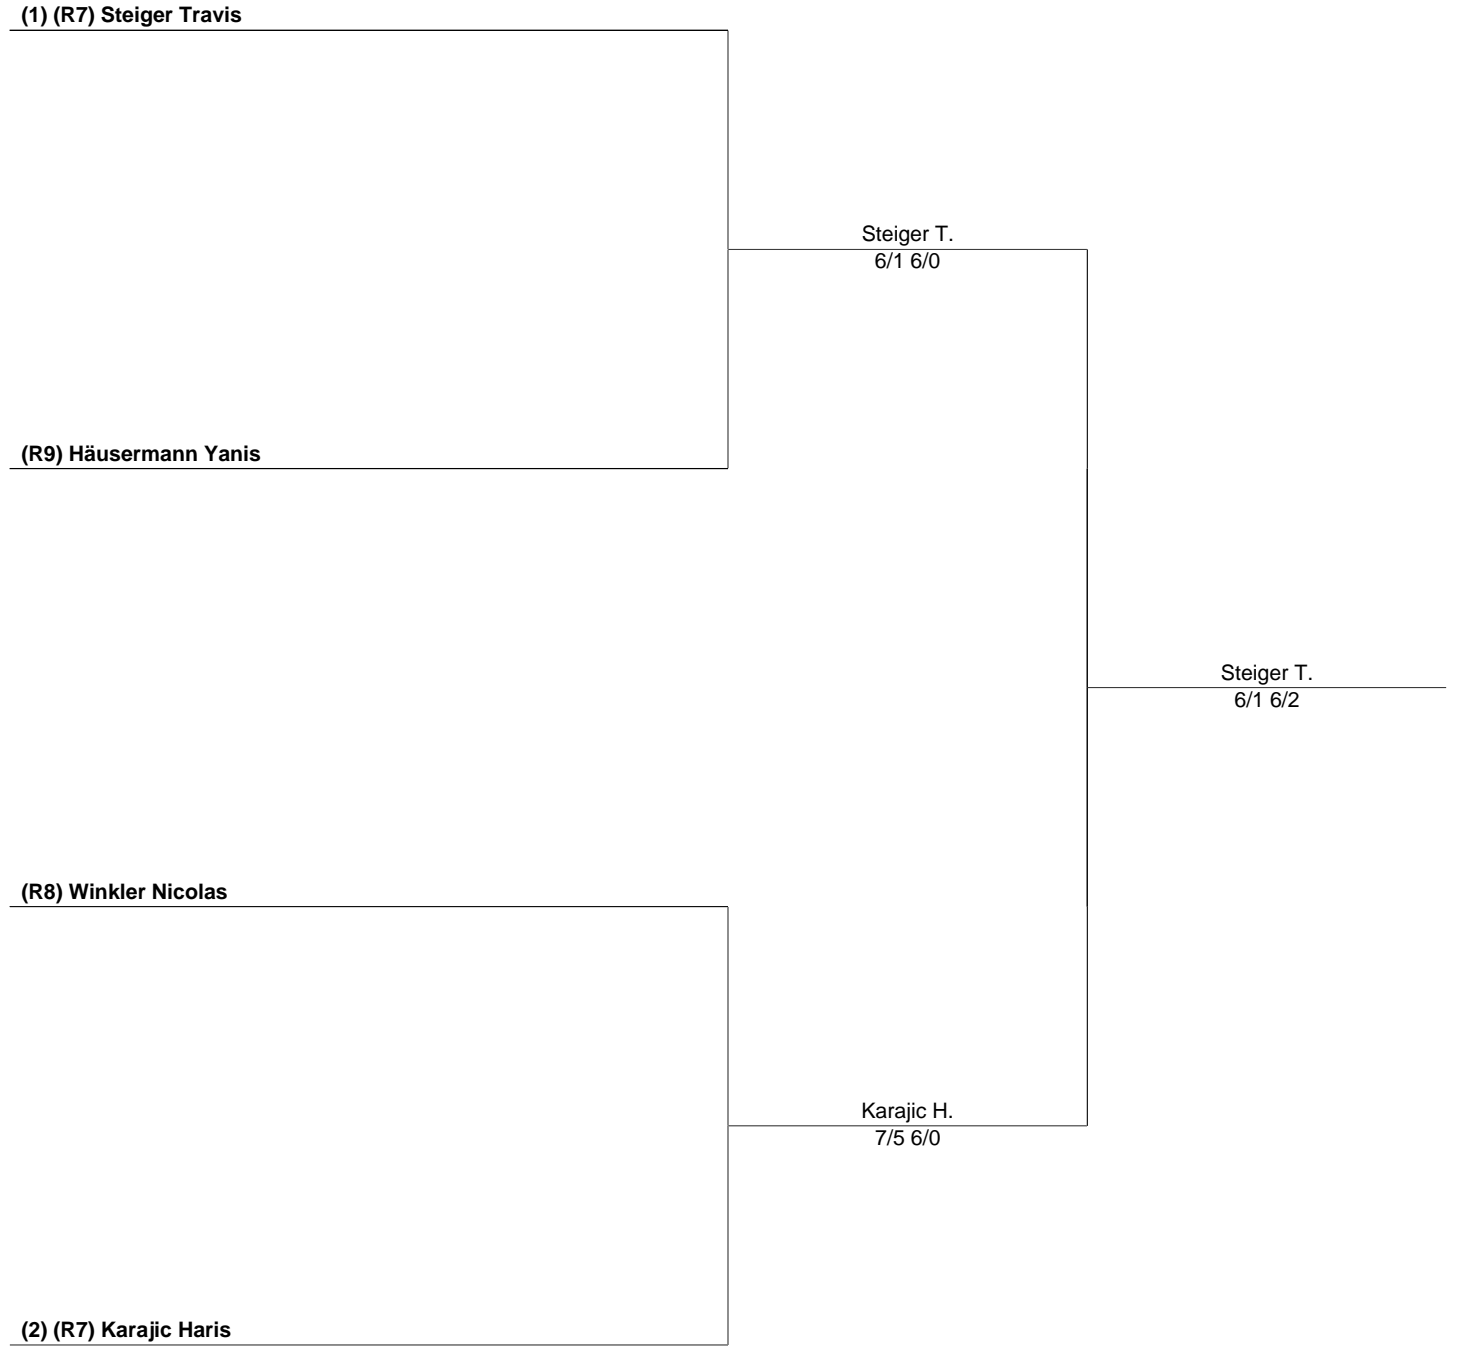 (1) (R7) Steiger Travis
Steiger T.
6/1 6/0
(R9) Häusermann Yanis
Steiger T.
6/1 6/2
(R8) Winkler Nicolas
Karajic H.
7/5 6/0
(2) (R7) Karajic Haris